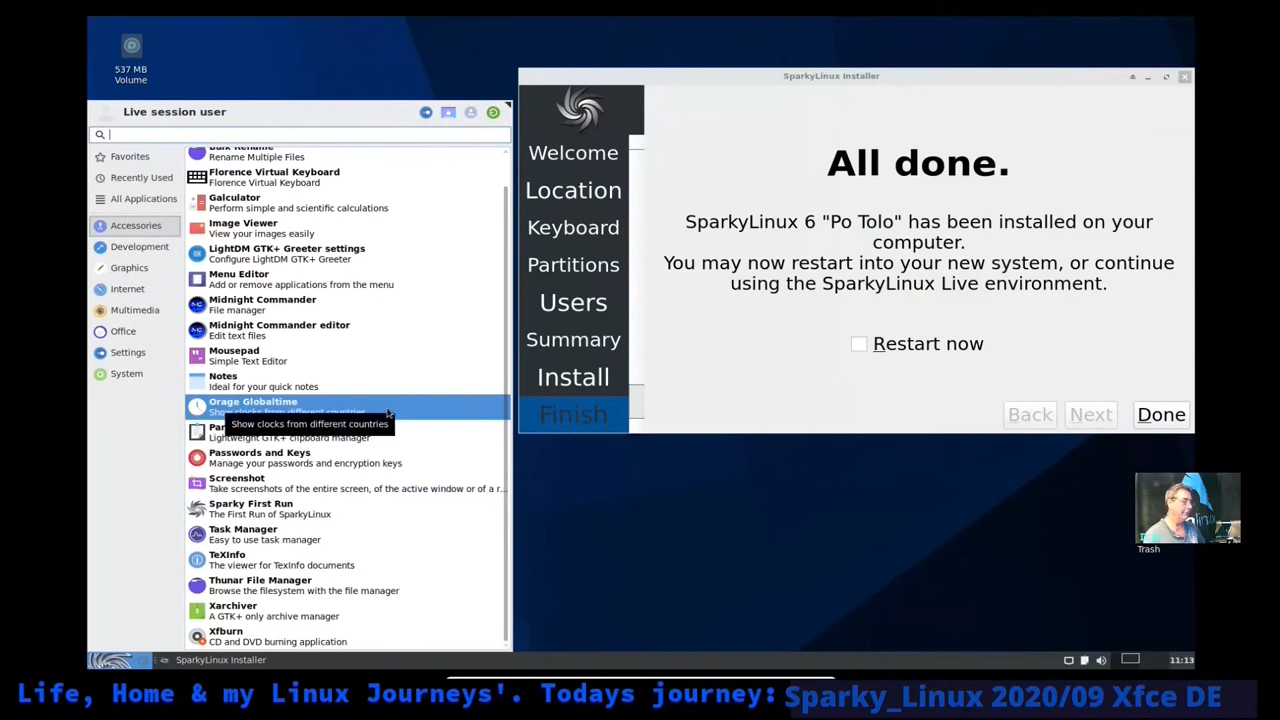 537 MB
Volume
Live session user
Favorites
Recently Used
All Applications
Accessories
Development
Graphics
Internet
Multimedia
Office
Settings
System
Bulk Rename
Rename Multiple Files
Florence Virtual Keyboard
Florence Virtual Keyboard
Galculator
Perform simple and scientific calculations
Image Viewer
View your images easily
LightDM GTK+ Greeter settings
Configure LightDM GTK+ Greeter
Menu Editor
Add or remove applications from the menu
Midnight Commander
File manager
Midnight Commander editor
Edit text files
Mousepad
Simple Text Editor
Notes
Ideal for your quick notes
Orage Globaltime
Show clocks from different countries
Show clocks from different countries
Lightweight GTK+ clipboard manager
Passwords and Keys
Manage your passwords and encryption keys
Screenshot
Take screenshots of the entire screen, of the active window or of a r...
Sparky First Run
The First Run of SparkyLinux
Task Manager
Easy to use task manager
TeXInfo
The viewer for TexInfo documents
Thunar File Manager
Browse the filesystem with the file manager
Xarchiver
A GTK+ only archive manager
Xfburn
CD and DVD burning application
SparkyLinux Installer
Welcome
Location
Keyboard
Partitions
Users
Summary
Install
Finish
All done.
SparkyLinux 6 "Po Tolo" has been installed on your
computer.
You may now restart into your new system, or continue
using the SparkyLinux Live environment.
Restart now
Back
Next
Done
Trash
SparkyLinux Installer
11:13
Life, Home & my Linux Journeys'. Todays journey: Sparky_Linux 2020/09 Xfce DE